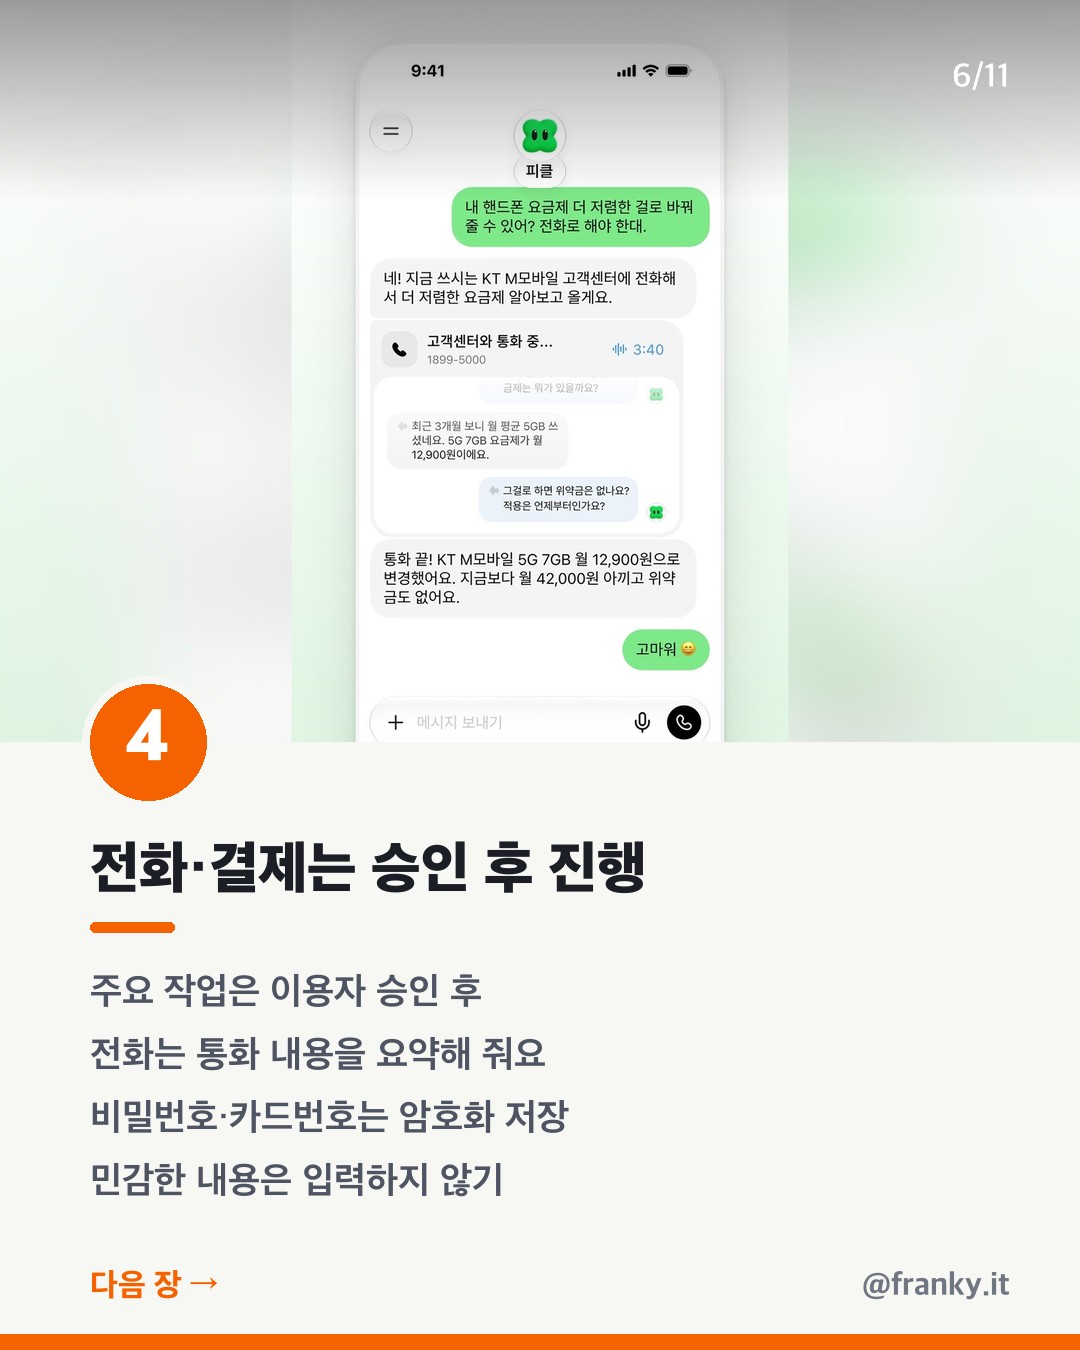 9:41
6/11
피클
내 핸드폰 요금제 더 저렴한 걸로 바꿔
줄 수 있어? 전화로 해야 한대.
네! 지금 쓰시는 KT M모바일 고객센터에 전화해
서 더 저렴한 요금제 알아보고 올게요.
고객센터와 통화 중...
3:40
1899-5000
금제는 뭐가 있을까요?
최근 3개월 보니 월 평균 5GB 쓰
셨네요. 5G 7GB 요금제가 월
12,900원이에요.
그걸로 하면 위약금은 없나요?
적용은 언제부터인가요?
통화 끝! KT M모바일 5G 7GB 월 12,900원으로
변경했어요. 지금보다 월 42,000원 아끼고 위약
금도 없어요.
고마워 😄
메시지 보내기
4
전화·결제는 승인 후 진행
주요 작업은 이용자 승인 후
전화는 통화 내용을 요약해 줘요
비밀번호·카드번호는 암호화 저장
민감한 내용은 입력하지 않기
다음 장 →
@franky.it